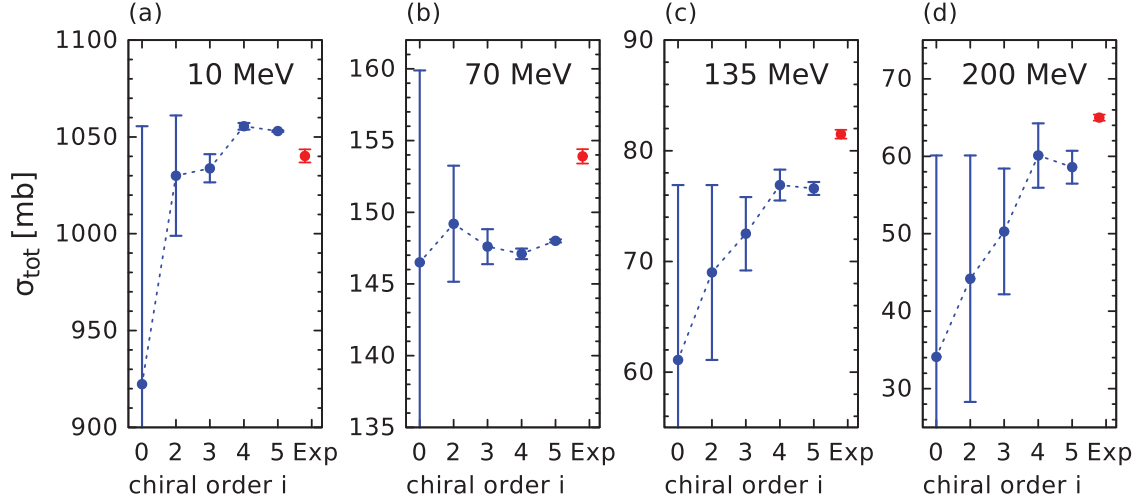 (a)
(b)
(c)
(d)
σtot [mb]
10 MeV
1100
1050
1000
950
900
0 2 3 4 5 Exp
chiral order i
70 MeV
160
155
150
145
140
135
0 2 3 4 5 Exp
chiral order i
135 MeV
90
80
70
60
0 2 3 4 5 Exp
chiral order i
200 MeV
70
60
50
40
30
0 2 3 4 5 Exp
chiral order i